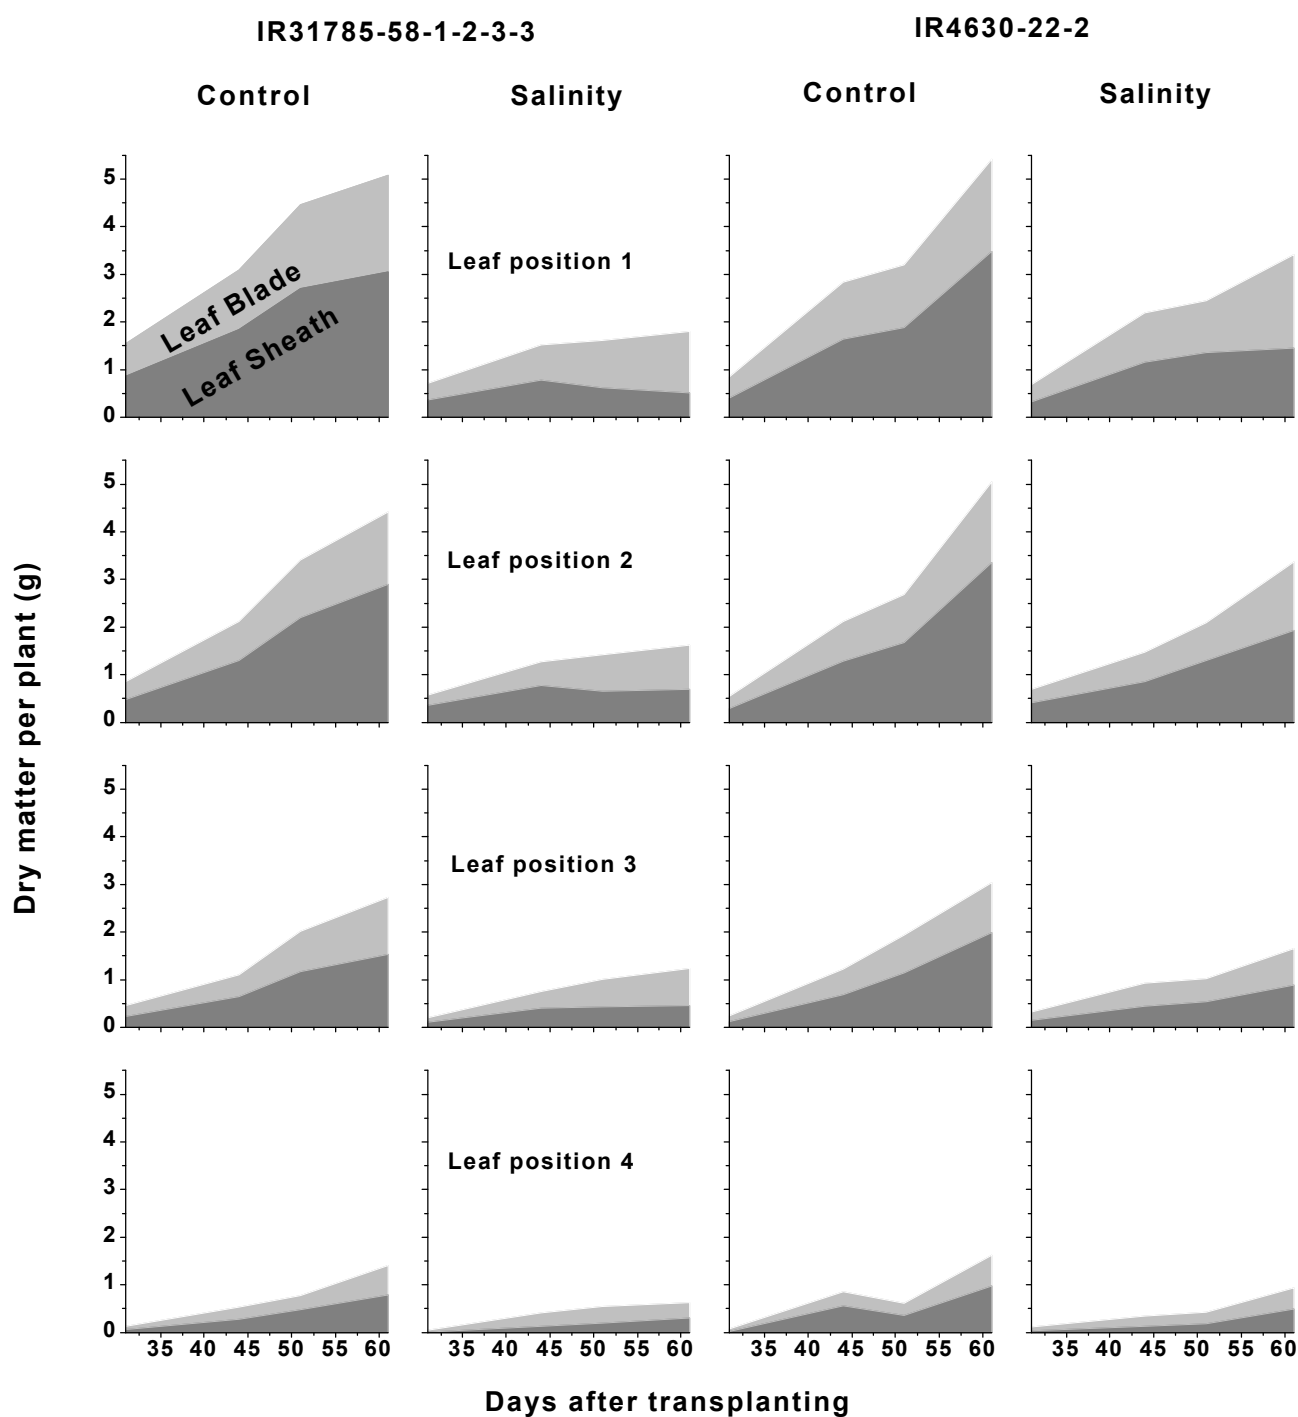 IR31785-58-1-2-3-3
IR4630-22-2
Control
Salinity
Control
Salinity
5
4
3
2
1
0
Leaf Blade
Leaf Sheath
Leaf position 1
5
4
3
2
1
0
Leaf position 2
5
4
3
2
1
0
Leaf position 3
5
4
3
2
1
0
Leaf position 4
35 40 45 50 55 60
35 40 45 50 55 60
35 40 45 50 55 60
35 40 45 50 55 60
Dry matter per plant (g)
Days after transplanting